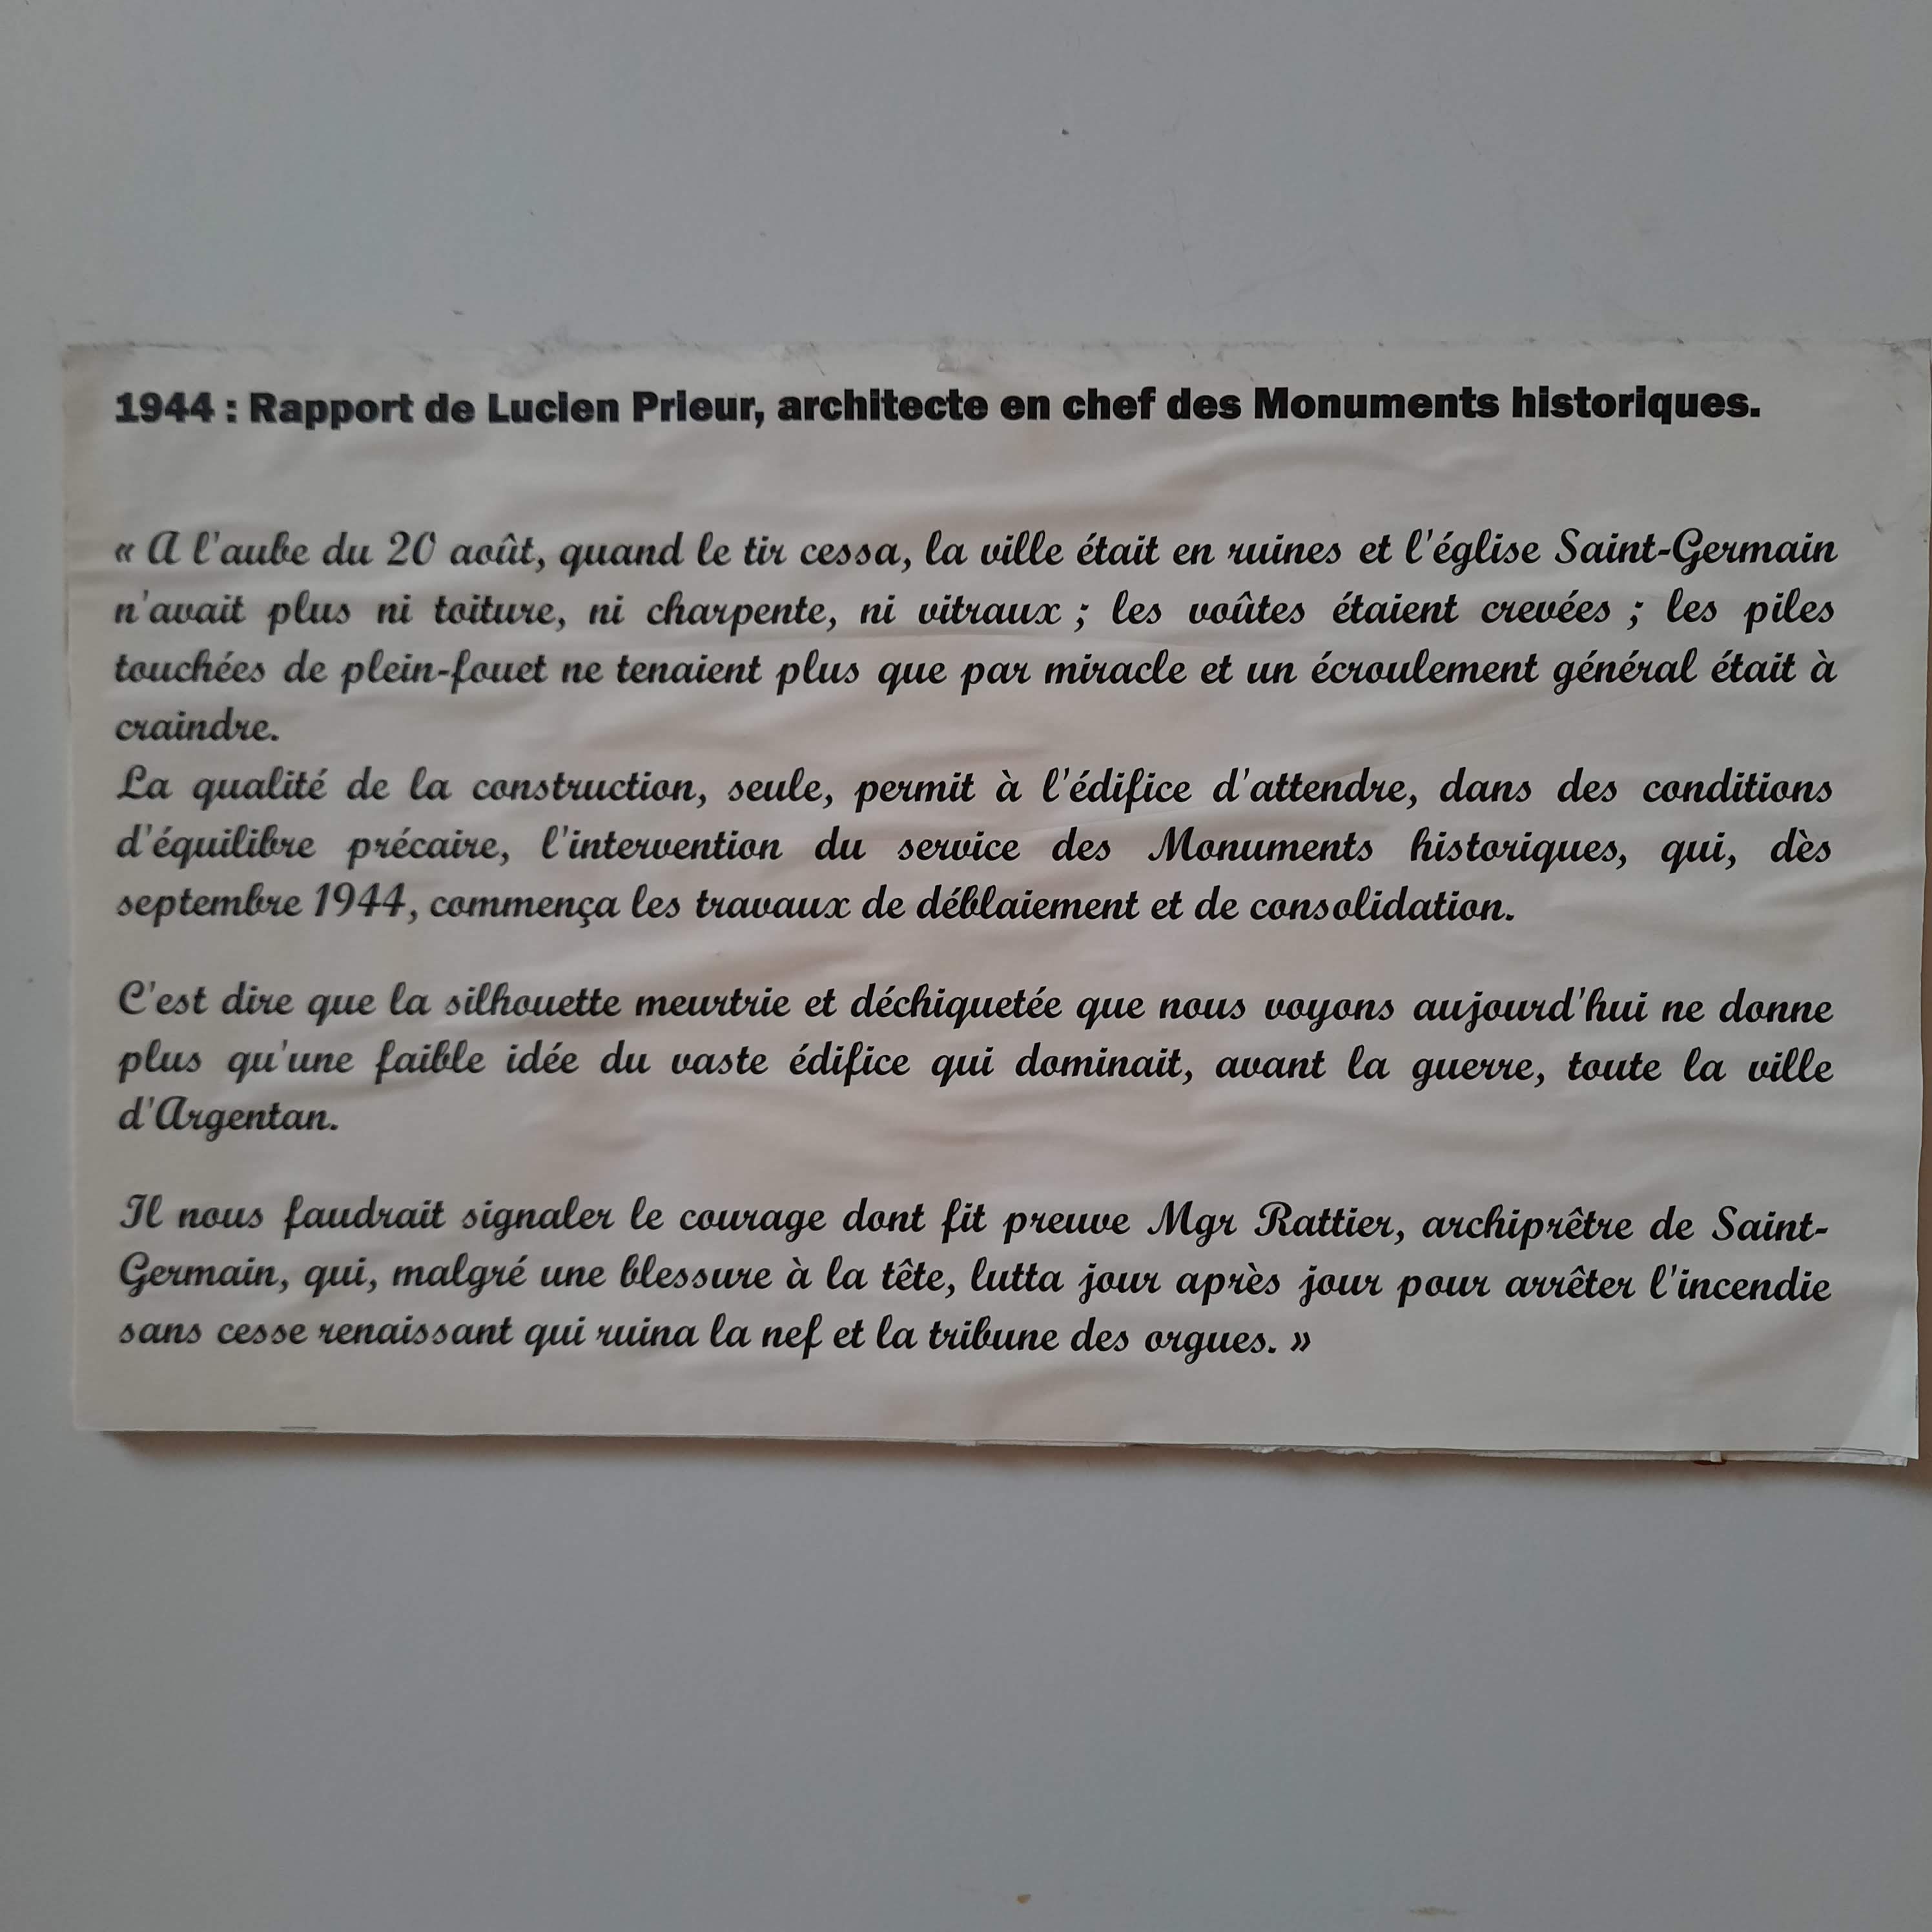 1944 : Rapport de Lucien Prieur, architecte en chef des Monuments historiques.
« A l'aube du 20 août, quand le tir cessa, la ville était en ruines et l'église Saint-Germain
n'avait plus ni toiture, ni charpente, ni vitraux ; les voûtes étaient crevées ; les piles
touchées de plein-fouet ne tenaient plus que par miracle et un écroulement général était à
craindre.
La qualité de la construction, seule, permit à l'édifice d'attendre, dans des conditions
d'équilibre précaire, l'intervention du service des Monuments historiques, qui, dès
septembre 1944, commença les travaux de déblaiement et de consolidation.
C'est dire que la silhouette meurtrie et déchiquetée que nous voyons aujourd'hui ne donne
plus qu'une faible idée du vaste édifice qui dominait, avant la guerre, toute la ville
d'Argentan.
Il nous faudrait signaler le courage dont fit preuve Mgr Rattier, archiprêtre de Saint-
Germain, qui, malgré une blessure à la tête, lutta jour après jour pour arrêter l'incendie
sans cesse renaissant qui ruina la nef et la tribune des orgues. »